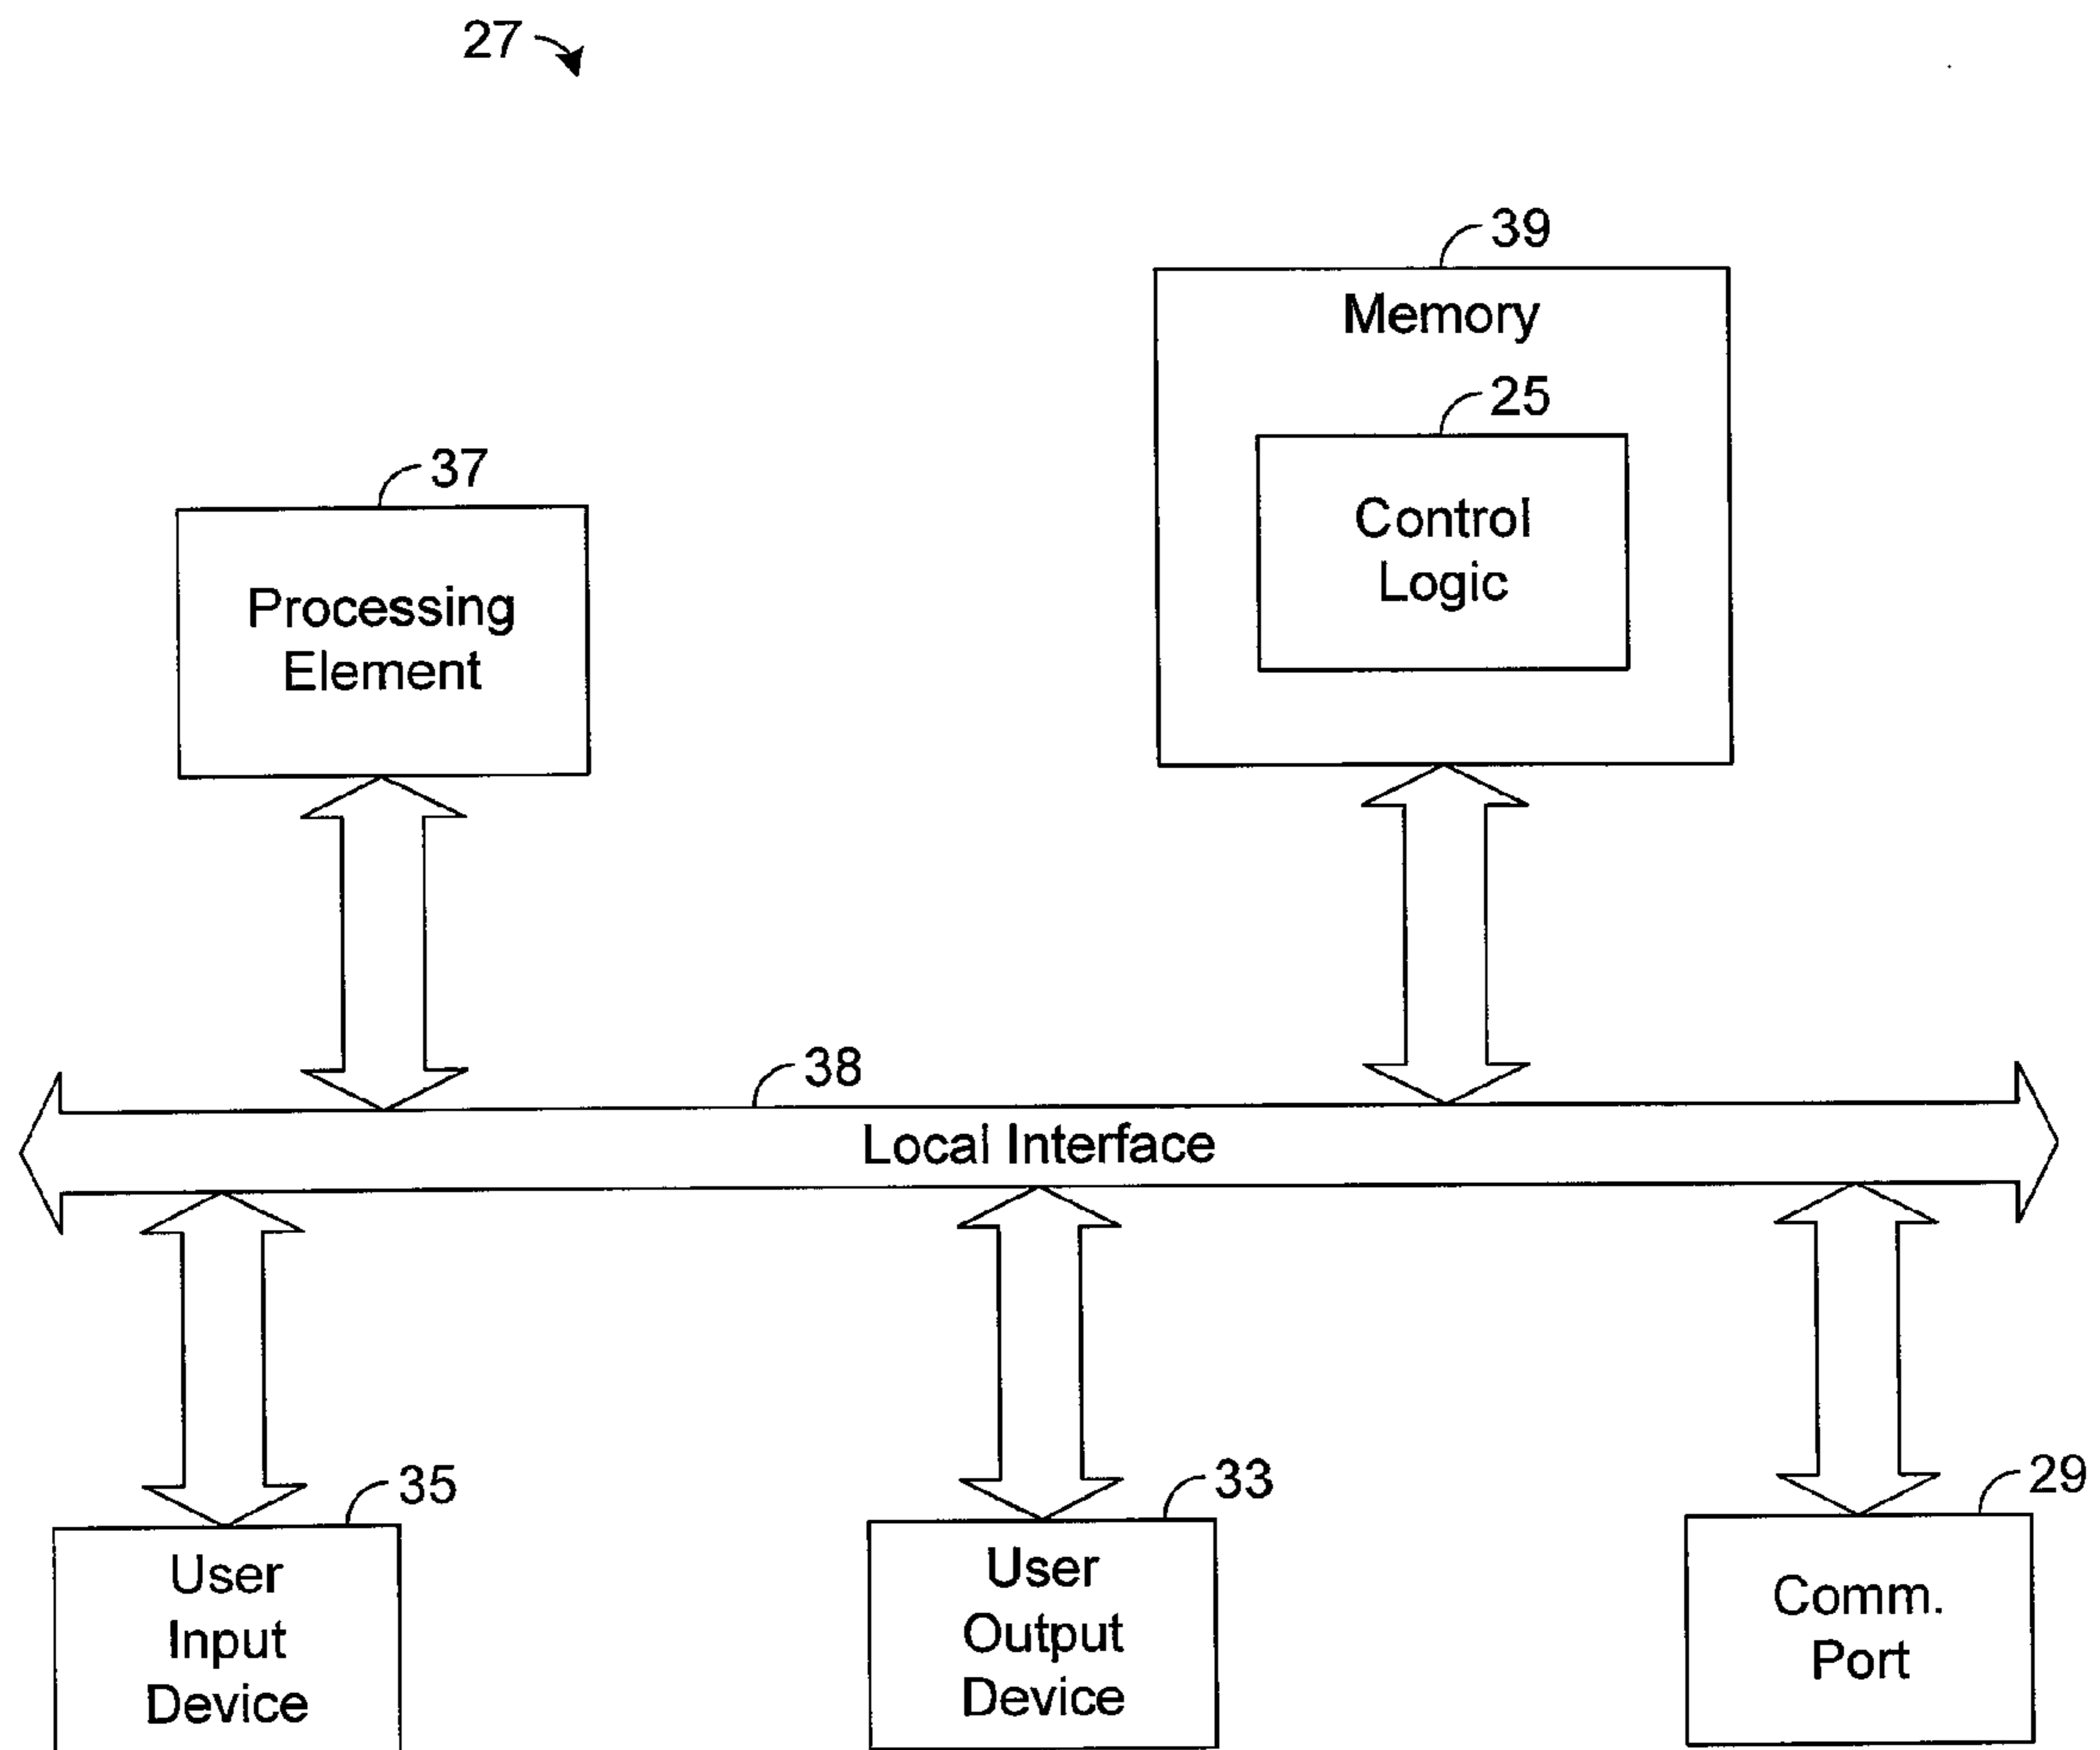 27
39
Memory
25
Control
Logic
37
Processing
Element
38
Local Interface
35
User
Input
Device
33
User
Output
Device
29
Comm.
Port